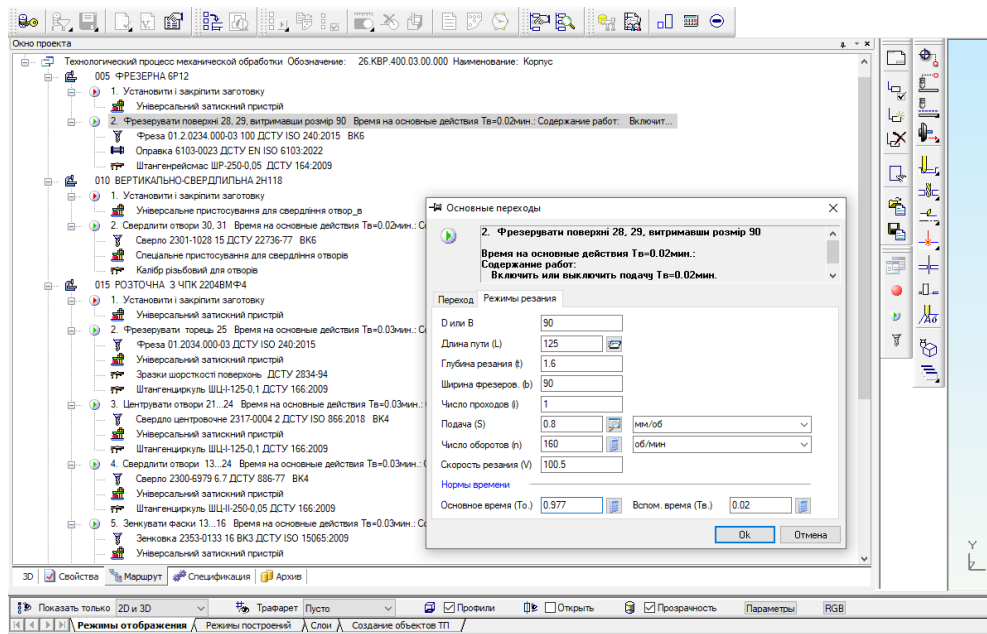 Окно проекта
Технологический процесс механической обработки Обозначение: 26.КВР.400.03.00.000 Наименование: Корпус
005 ФРЕЗЕРНА 6Р12
1. Установити і закріпити заготовку
Універсальний затискний пристрій
2. Фрезерувати поверхні 28, 29, витримавши розмір 90 Время на основные действия Тв=0.02мин.: Содержание работ: Включит...
Фреза 01.2.0234.000-03 100 ДСТУ ISO 240:2015 ВК6
Оправка 6103-0023 ДСТУ EN ISO 6103:2022
Штангенрейсмас ШР-250-0,05 ДСТУ 164:2009
010 ВЕРТИКАЛЬНО-СВЕРДЛИЛЬНА 2Н118
1. Установити і закріпити заготовку
Універсальне пристосування для свердління отвор_в
2. Свердлити отвори 30, 31 Время на основные действия Тв=0.02мин.: С
Сверло 2301-1028 15 ДСТУ 22736-77 ВК6
Спеціальне пристосування для свердління отворів
Калібр різьбовий для отворів
015 РОЗТОЧНА З ЧПК 2204ВМФ4
1. Установити і закріпити заготовку
Універсальний затискний пристрій
2. Фрезерувати торець 25 Время на основные действия Тв=0.03мин.: С
Фреза 01.2034.000-03 ДСТУ ISO 240:2015
Універсальний затискний пристрій
Зразки шорсткості поверхонь ДСТУ 2834-94
Штангенциркуль ШЦ-І-125-0,1 ДСТУ 166:2009
3. Центрувати отвори 21...24 Время на основные действия Тв=0.03мин.:
Свердло центровочне 2317-0004 2 ДСТУ ISO 866:2018 ВК4
Універсальний затискний пристрій
Штангенциркуль ШЦ-І-125-0,1 ДСТУ 166:2009
4. Свердлити отвори 13...24 Время на основные действия Тв=0.03мин.:
Сверло 2300-6979 6.7 ДСТУ 886-77 ВК4
Універсальний затискний пристрій
Штангенциркуль ШЦ-ІІ-250-0,05 ДСТУ 166:2009
5. Зенкувати фаски 13...16 Время на основные действия Тв=0.03мин.: С
Зенковка 2353-0133 16 ВК3 ДСТУ ISO 15065:2009
Універсальний затискний пристрій
Основные переходы
2. Фрезерувати поверхні 28, 29, витримавши розмір 90
Время на основные действия Тв=0.02мин.:
Содержание работ:
Включить или выключить подачу Тв=0.02мин.
Переход Режимы резания
D или B 90
Длина пути (L) 125
Глубина резания (t) 1.6
Ширина фрезеров. (b) 90
Число проходов (i) 1
Подача (S) 0.8 мм/об
Число оборотов (n) 160 об/мин
Скорость резания (V) 100.5
Нормы времени
Основное время (То.) 0.977 Вспом. время (Тв.) 0.02
Ok Отмена
3D Свойства Маршрут Спецификация Архив
Y
Z
Показать только 2D и 3D Трафарет Пусто Профили Открыть Прозрачность Параметры RGB
Режимы отображения Режимы построений Слои Создание объектов ТП